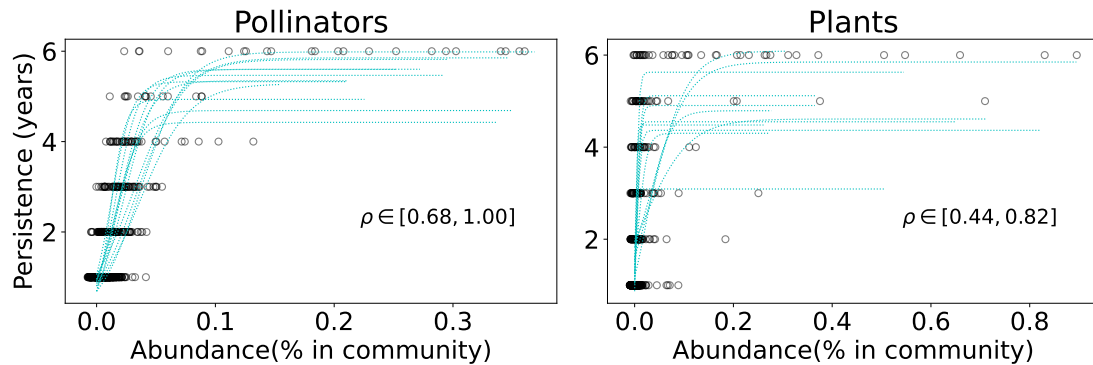 Pollinators
Plants
Persistence (years)
6
4
2
ρ ∈ [0.68, 1.00]
0.0 0.1 0.2 0.3
Abundance(% in community)
6
4
2
ρ ∈ [0.44, 0.82]
0.0 0.2 0.4 0.6 0.8
Abundance(% in community)